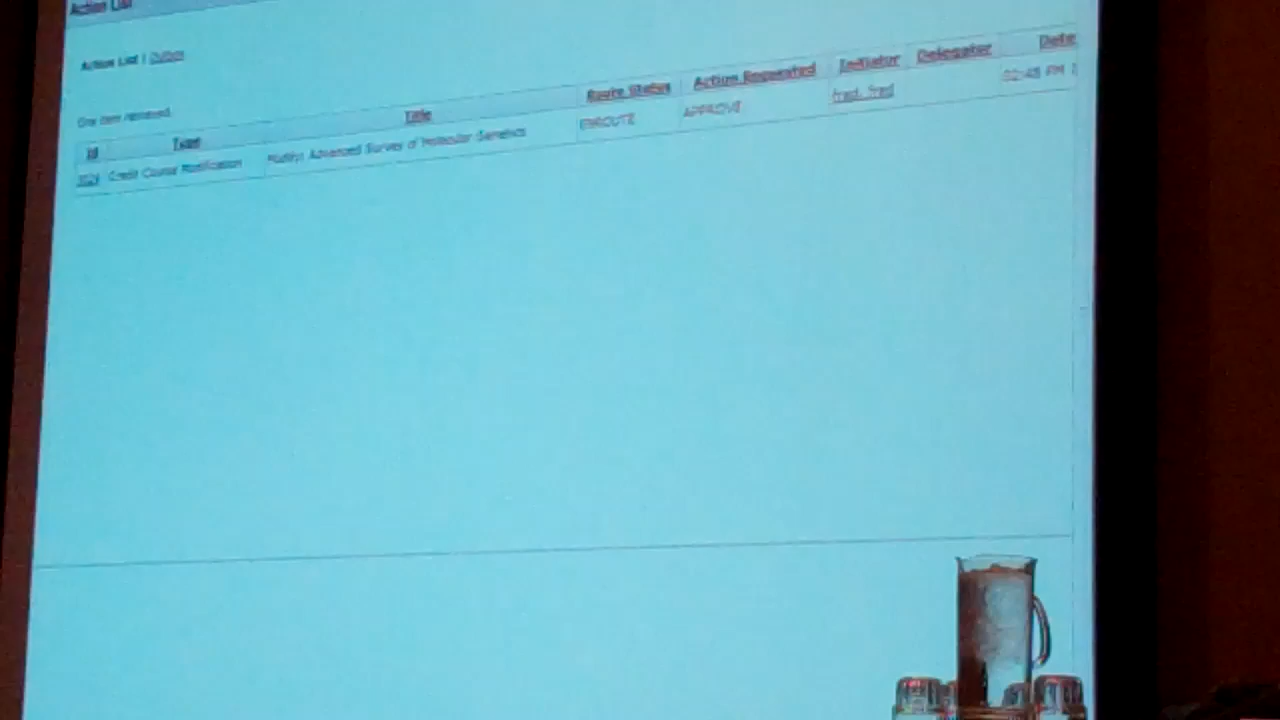 Action List
Action List | Outbox
One item retrieved.
Id Type Title Route Status Action Requested Initiator Delegator Date
Credit Course Modification Modify: Advanced Survey of Molecular Genetics ENROUTE APPROVE fred, fred 02:48 PM